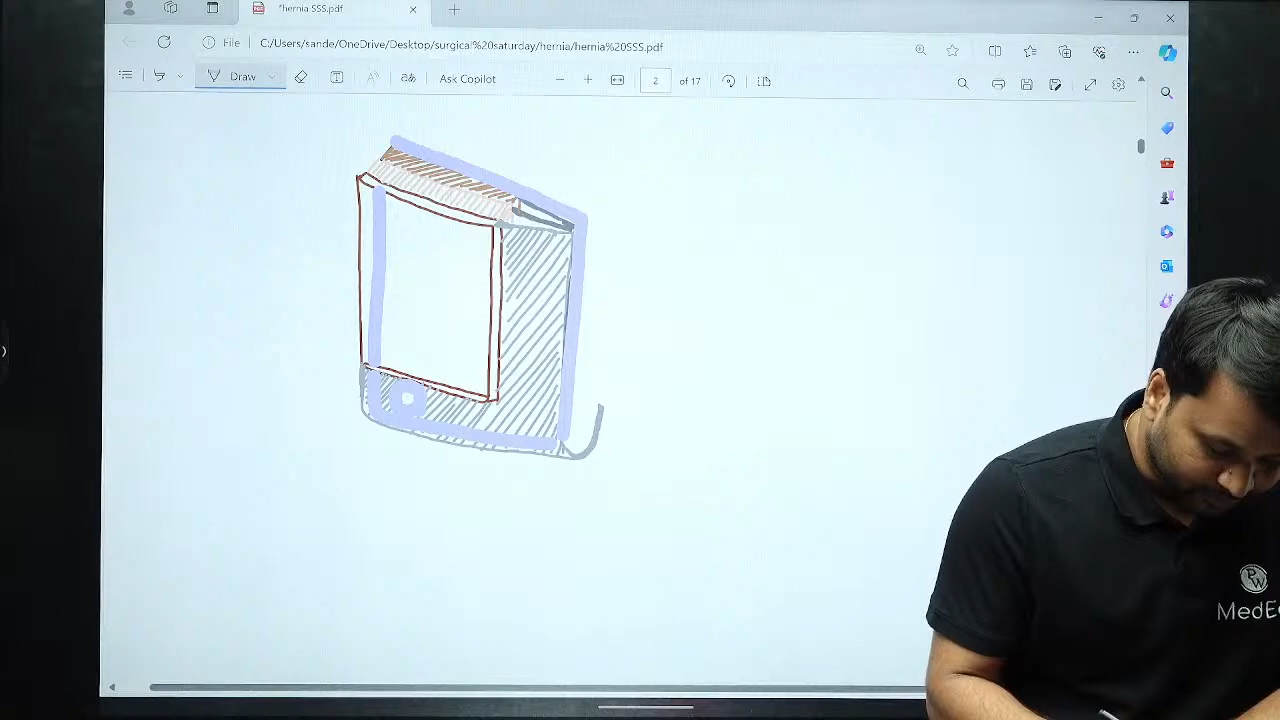 *hernia SSS.pdf
File
C:/Users/sande/OneDrive/Desktop/surgical%20saturday/hernia/hernia%20SSS.pdf
Draw
Ask Copilot
2 of 17
PW
MedE